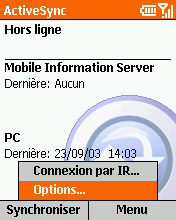 ActiveSync
Hors ligne
Mobile Information Server
Dernière: Aucun
PC
Dernière: 23/09/03 14:03
Connexion par IR...
Options...
Synchroniser Menu